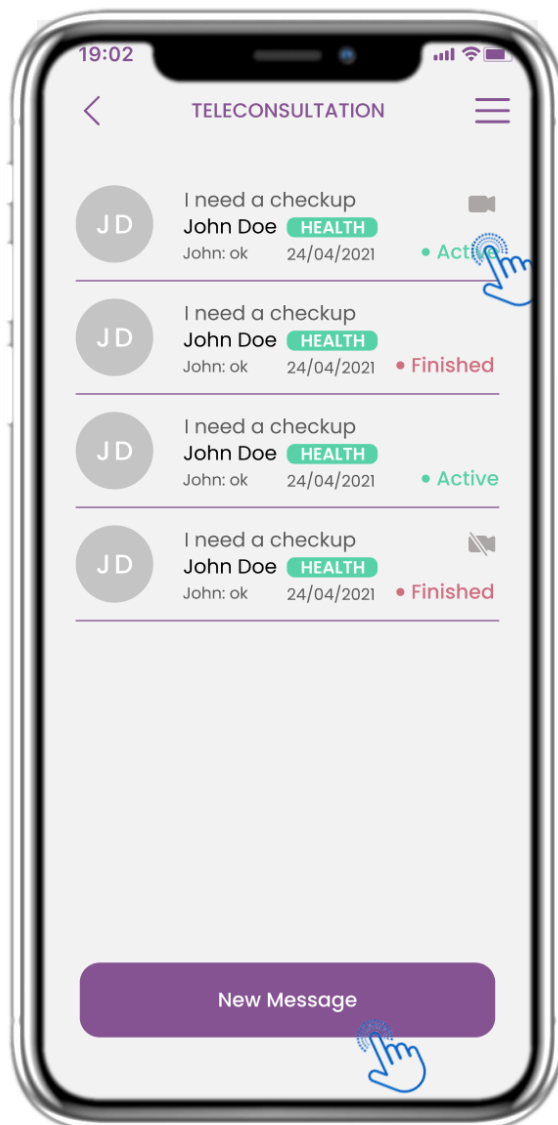 19:02
TELECONSULTATION
JD
I need a checkup
John Doe HEALTH
John: ok 24/04/2021 • Active
JD
I need a checkup
John Doe HEALTH
John: ok 24/04/2021 • Finished
JD
I need a checkup
John Doe HEALTH
John: ok 24/04/2021 • Active
JD
I need a checkup
John Doe HEALTH
John: ok 24/04/2021 • Finished
New Message